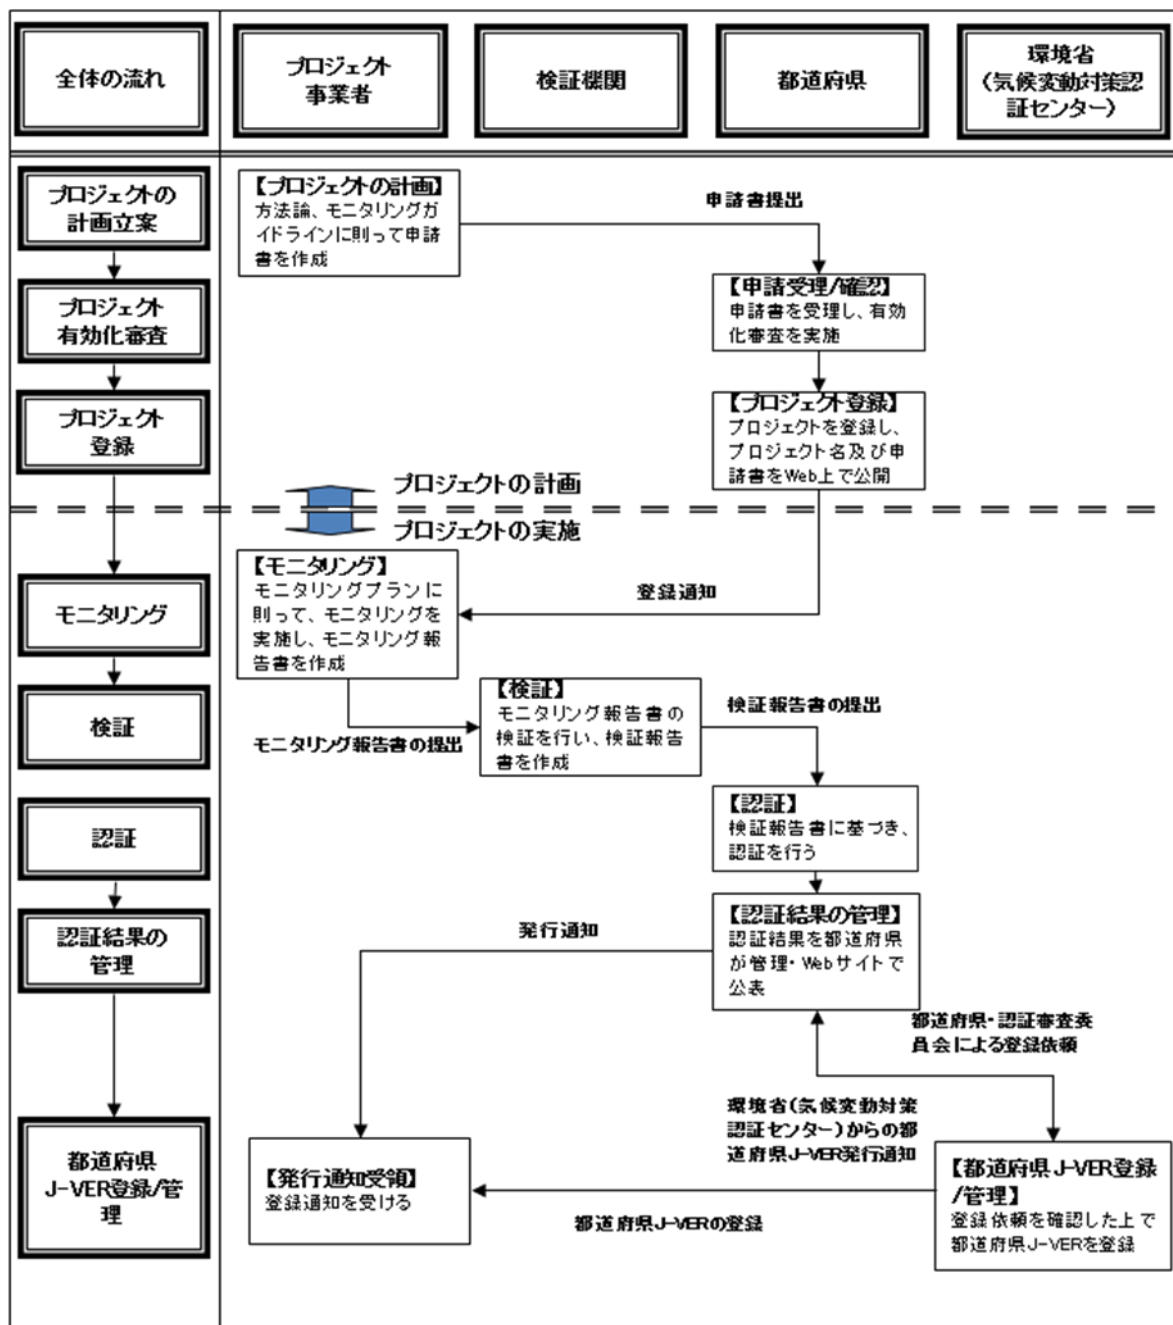 全体の流れ
プロジェクト
事業者
検証機関
都道府県
環境省
（気候変動対策認
証センター）
プロジェクトの
計画立案
【プロジェクトの計画】
方法論、モニタリングガ
イドラインに則って申請
書を作成
申請書提出
プロジェクト
有効化審査
【申請受理/確認】
申請書を受理し、有効
化審査を実施
プロジェクト
登録
【プロジェクト登録】
プロジェクトを登録し、
プロジェクト名及び申
請書をWeb上で公開
プロジェクトの計画
プロジェクトの実施
モニタリング
【モニタリング】
モニタリングプランに
則って、モニタリングを
実施し、モニタリング報
告書を作成
登録通知
検証
モニタリング報告書の提出
【検証】
モニタリング報告書の
検証を行い、検証報告
書を作成
検証報告書の提出
認証
【認証】
検証報告書に基づき、
認証を行う
認証結果の
管理
発行通知
【認証結果の管理】
認証結果を都道府県
が管理・Webサイトで
公表
都道府県・認証審査委
員会による登録依頼
環境省（気候変動対策
認証センター）からの都
道府県J-VER発行通知
都道府県
J-VER登録/管
理
【発行通知受領】
登録通知を受ける
都道府県J-VERの登録
【都道府県J-VER登録
/管理】
登録依頼を確認した上で
都道府県J-VERを登録